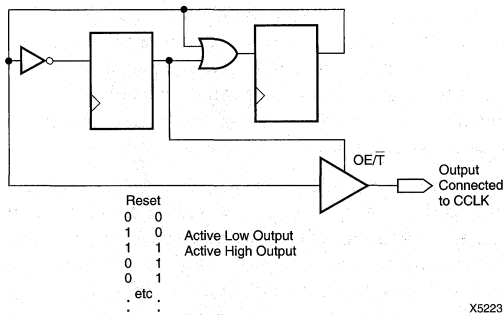 OE/T
Output
Connected
to CCLK
Reset
0 0
1 0 Active Low Output
1 1 Active High Output
0 1
0 1
etc
. .
. .
X5223